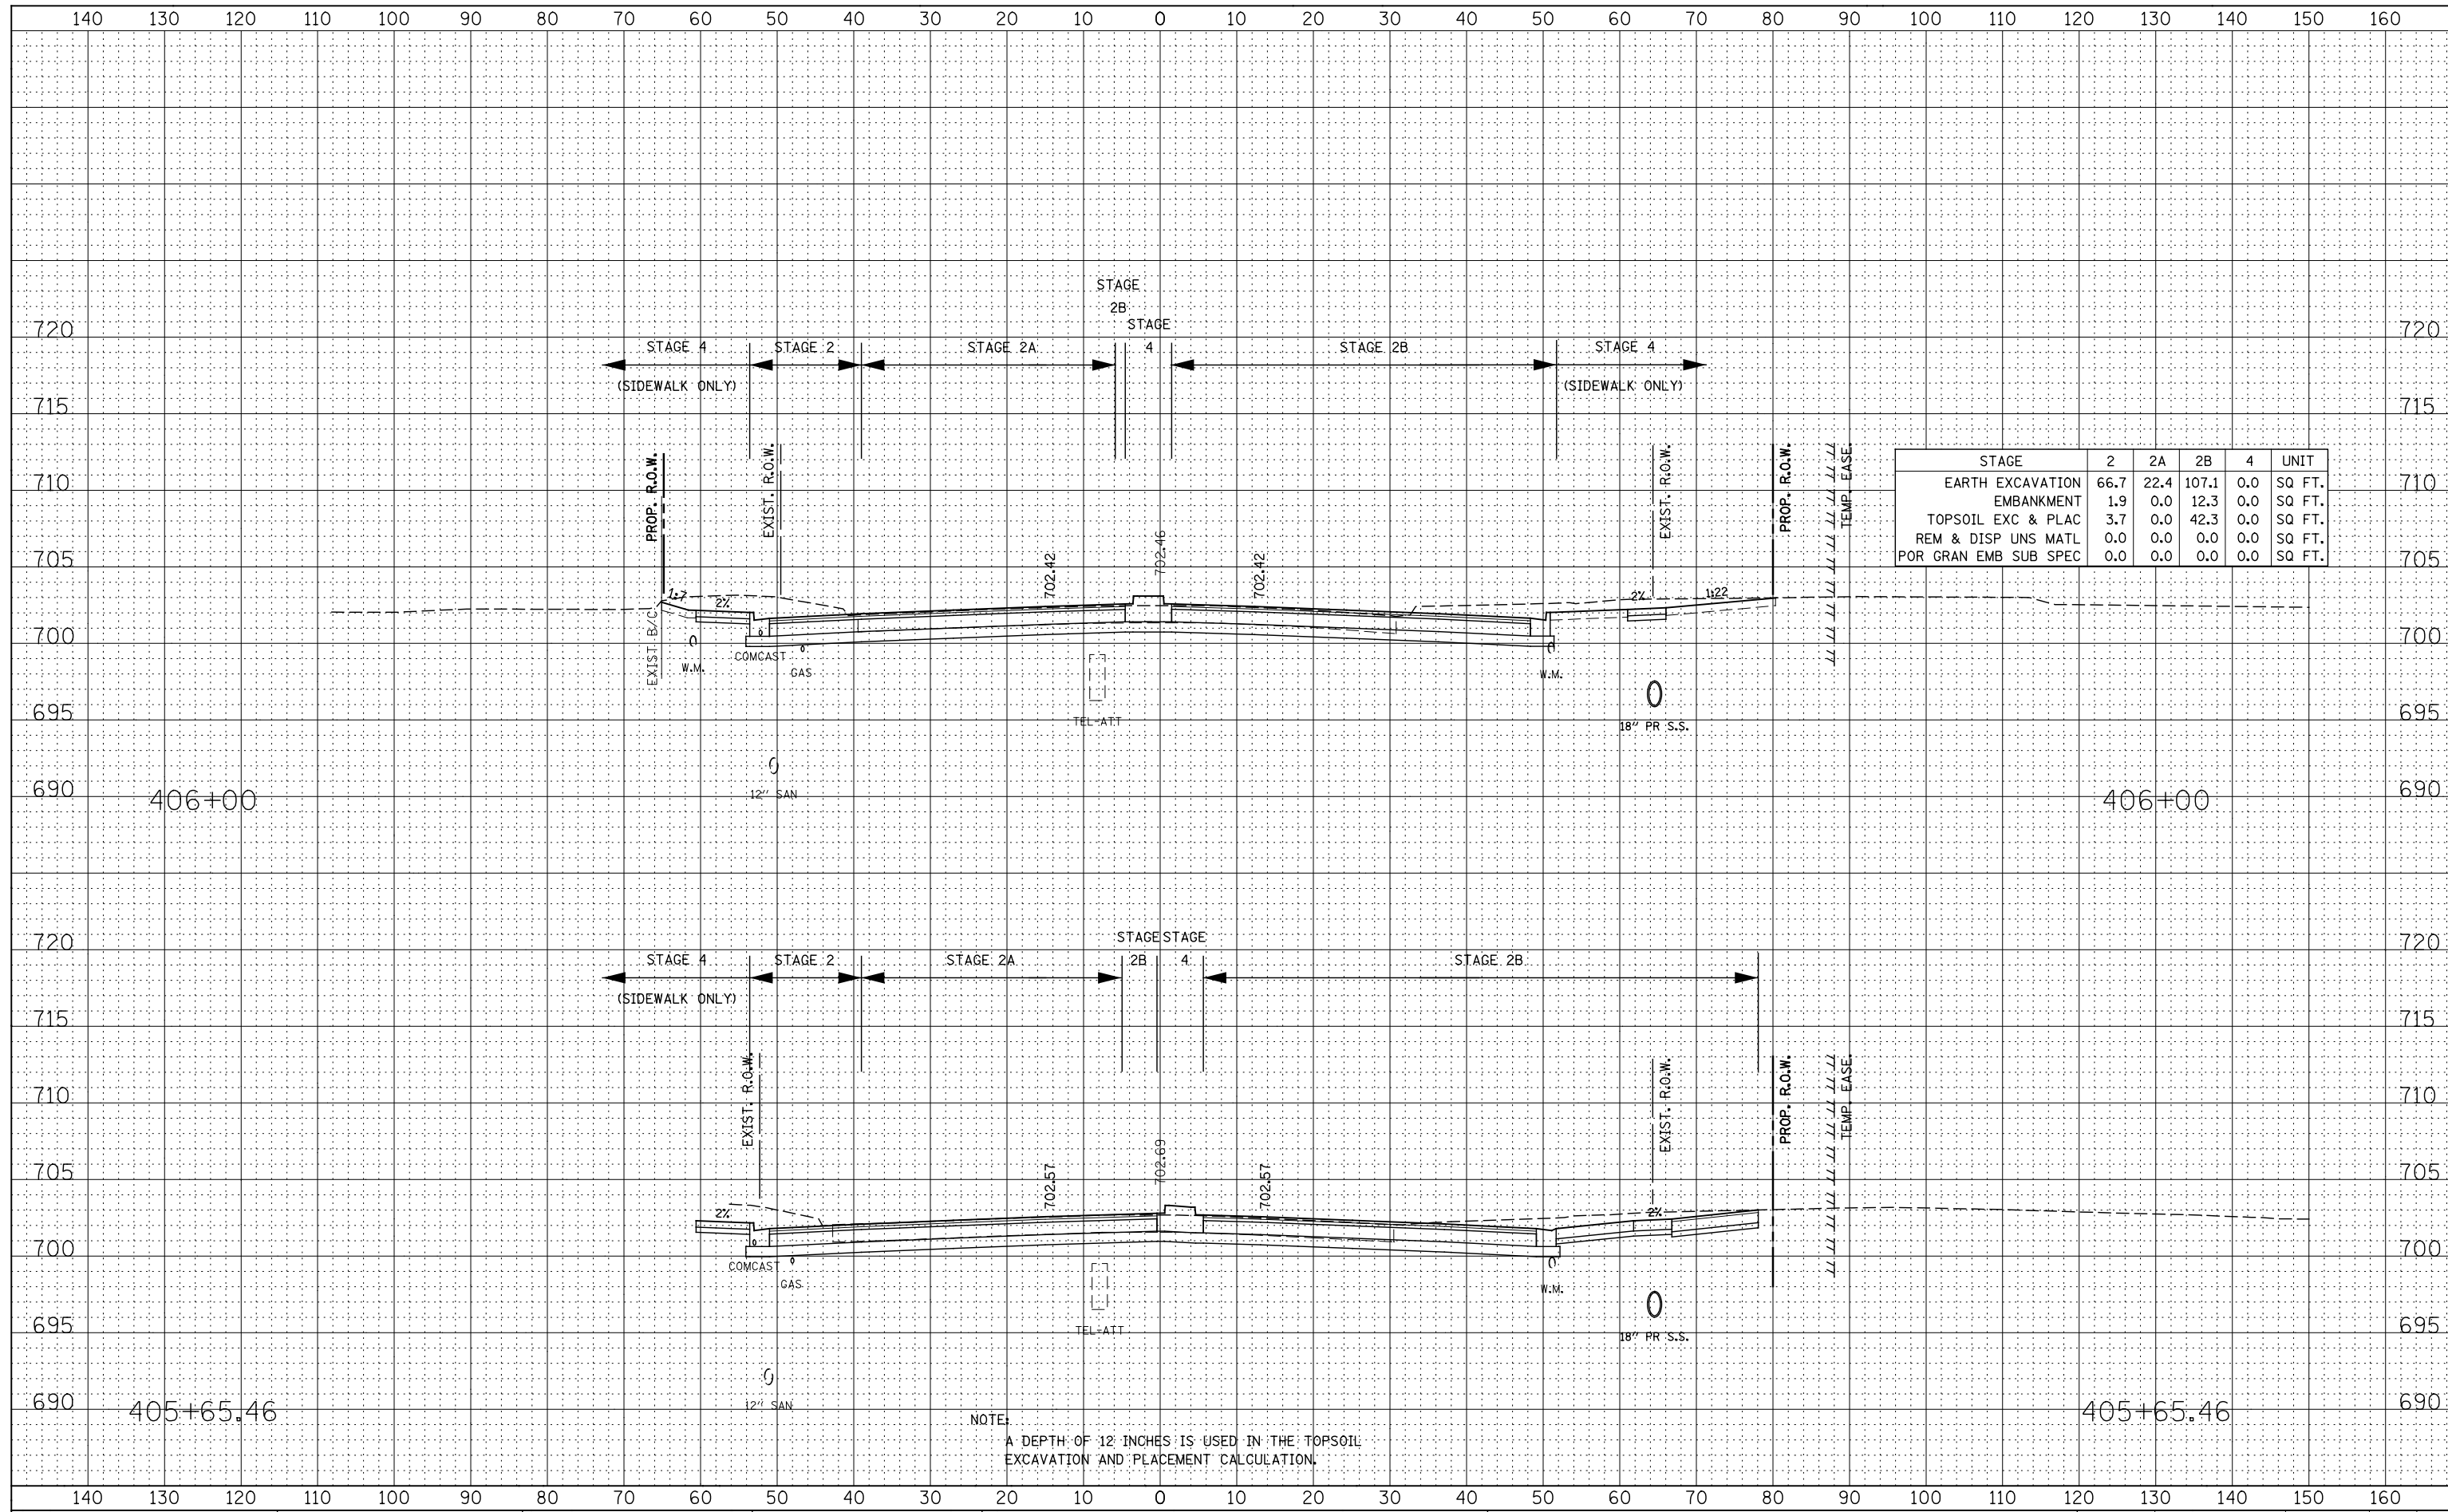 140 130 120 110 100 90 80 70 60 50 40 30 20 10 0 10 20 30 40 50 60 70 80 90 100 110 120 130 140 150 160
STAGE
2B
STAGE
4
720 720
STAGE 4 STAGE 2 STAGE 2A STAGE 2B STAGE 4
(SIDEWALK ONLY) (SIDEWALK ONLY)
715 715
PROP. R.O.W.
EXIST. R.O.W.
EXIST. R.O.W.
PROP. R.O.W.
TEMP. EASE.
STAGE 2 2A 2B 4 UNIT
EARTH EXCAVATION 66.7 22.4 107.1 0.0 SQ FT.
EMBANKMENT 1.9 0.0 12.3 0.0 SQ FT.
TOPSOIL EXC & PLAC 3.7 0.0 42.3 0.0 SQ FT.
REM & DISP UNS MATL 0.0 0.0 0.0 0.0 SQ FT.
POR GRAN EMB SUB SPEC 0.0 0.0 0.0 0.0 SQ FT.
710 710
705 705
702.42 702.46 702.42
1:7 2% 2% 1:22
700 700
EXIST B/C
W.M. COMCAST GAS W.M.
695 695
TEL-ATT 18" PR S.S.
12" SAN
690 690
406+00 406+00
720 720
STAGE STAGE
STAGE 4 STAGE 2 STAGE 2A 2B 4 STAGE 2B
(SIDEWALK ONLY)
715 715
EXIST. R.O.W.
EXIST. R.O.W.
PROP. R.O.W.
TEMP. EASE.
710 710
705 705
702.57 702.69 702.57
2% 2%
700 700
COMCAST GAS W.M.
695 695
TEL-ATT 18" PR S.S.
12" SAN
690 690
405+65.46 405+65.46
NOTE:
A DEPTH OF 12 INCHES IS USED IN THE TOPSOIL
EXCAVATION AND PLACEMENT CALCULATION.
140 130 120 110 100 90 80 70 60 50 40 30 20 10 0 10 20 30 40 50 60 70 80 90 100 110 120 130 140 150 160